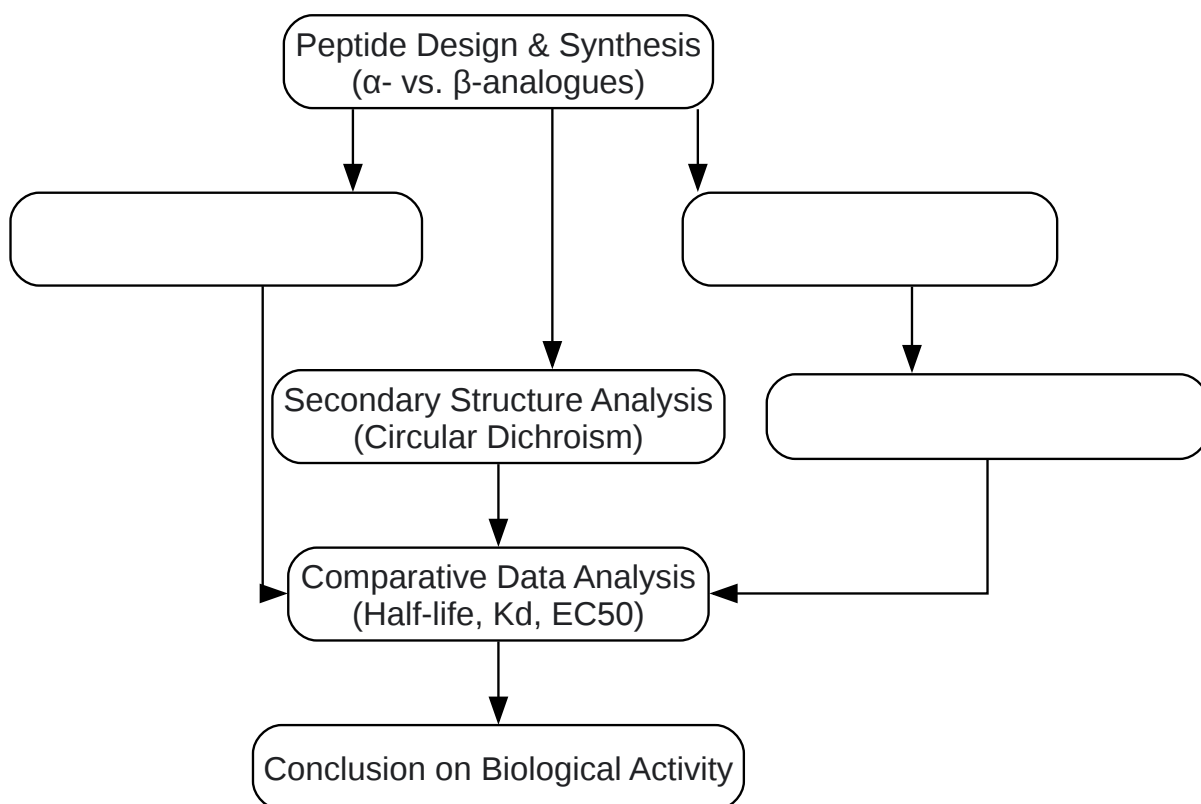 Peptide Design & Synthesis
(α- vs. β-analogues)
Secondary Structure Analysis
(Circular Dichroism)
Comparative Data Analysis
(Half-life, Kd, EC50)
Conclusion on Biological Activity